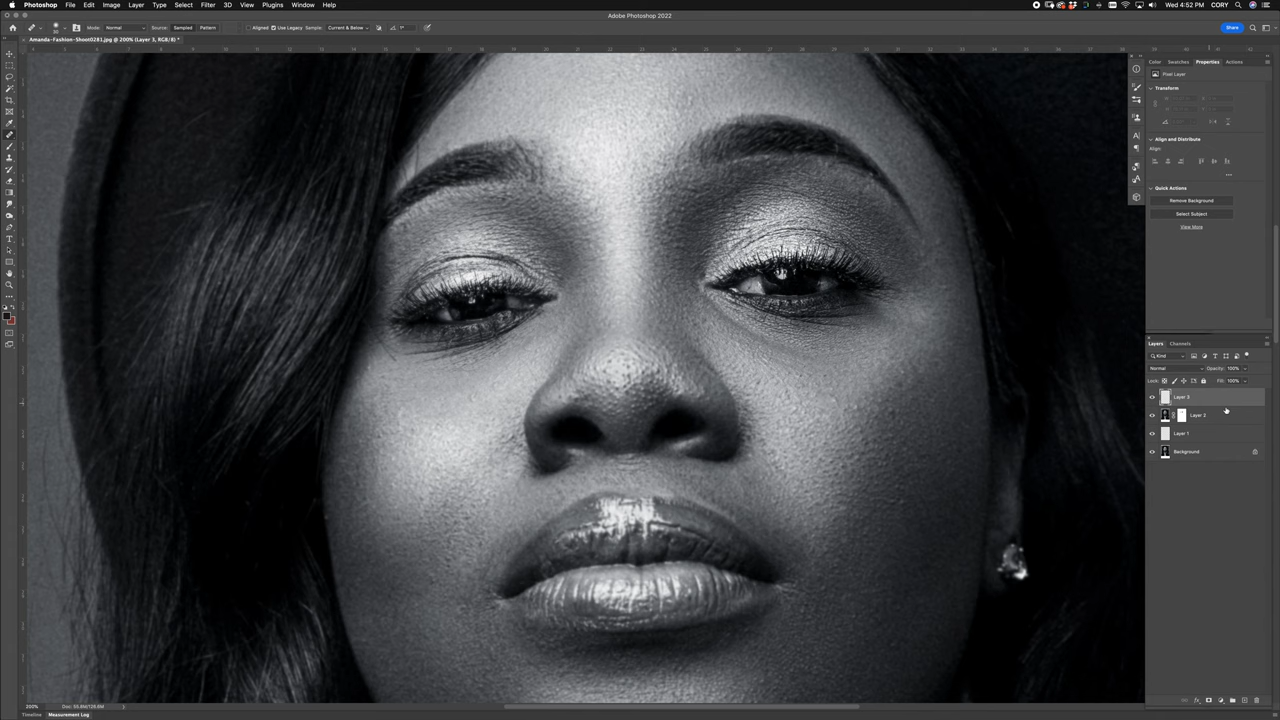 Photoshop File Edit Image Layer Type Select Filter 3D View Plugins Window Help Mon 4:52 PM CORY
Adobe Photoshop 2022
Mode: Normal Source: Sampled Pattern Aligned Use Legacy Sample: Current & Below Share
Amanda-Fashion-Shoot0281.jpg @ 200% (Layer 3, RGB/8) *
Color Swatches Properties Actions
Pixel Layer
Transform
Align and Distribute
Align:
Quick Actions
Remove Background
Select Subject
View More
Layers Channels
Kind
Normal Opacity: 100%
Lock: Fill: 100%
Layer 3
Layer 2
Layer 1
Background
200%
Timeline Measurement Log